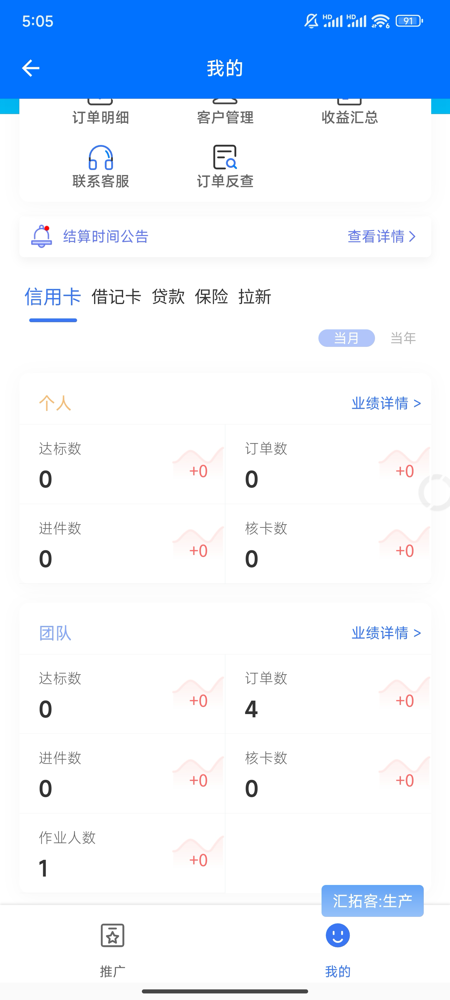 5:05
HD HD 6 91
我的
订单明细 客户管理 收益汇总
联系客服 订单反查
结算时间公告 查看详情
信用卡 借记卡 贷款 保险 拉新
当月 当年
个人 业绩详情 >
达标数 订单数
0 +0 0 +0
进件数 核卡数
0 +0 0 +0
团队 业绩详情 >
达标数 订单数
0 +0 4 +0
进件数 核卡数
0 +0 0 +0
作业人数
1 +0
汇拓客:生产
推广 我的